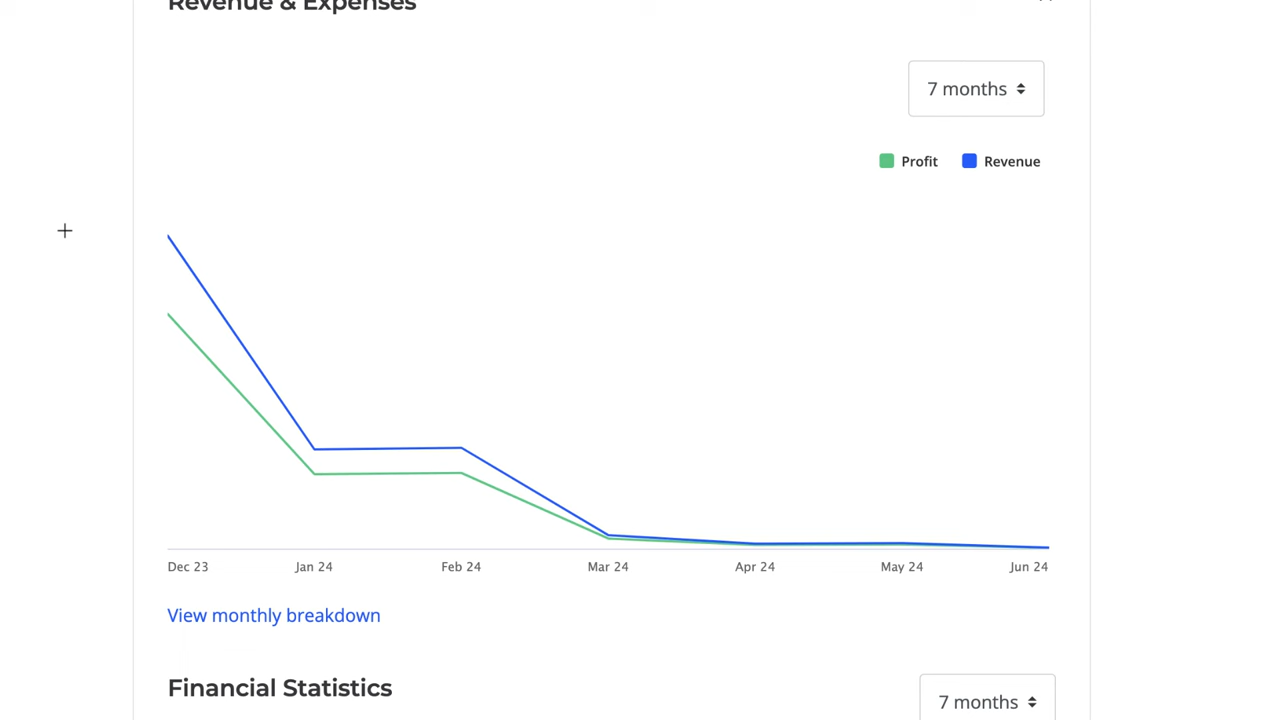 Revenue & Expenses
7 months
Profit
Revenue
Dec 23
Jan 24
Feb 24
Mar 24
Apr 24
May 24
Jun 24
View monthly breakdown
Financial Statistics
7 months